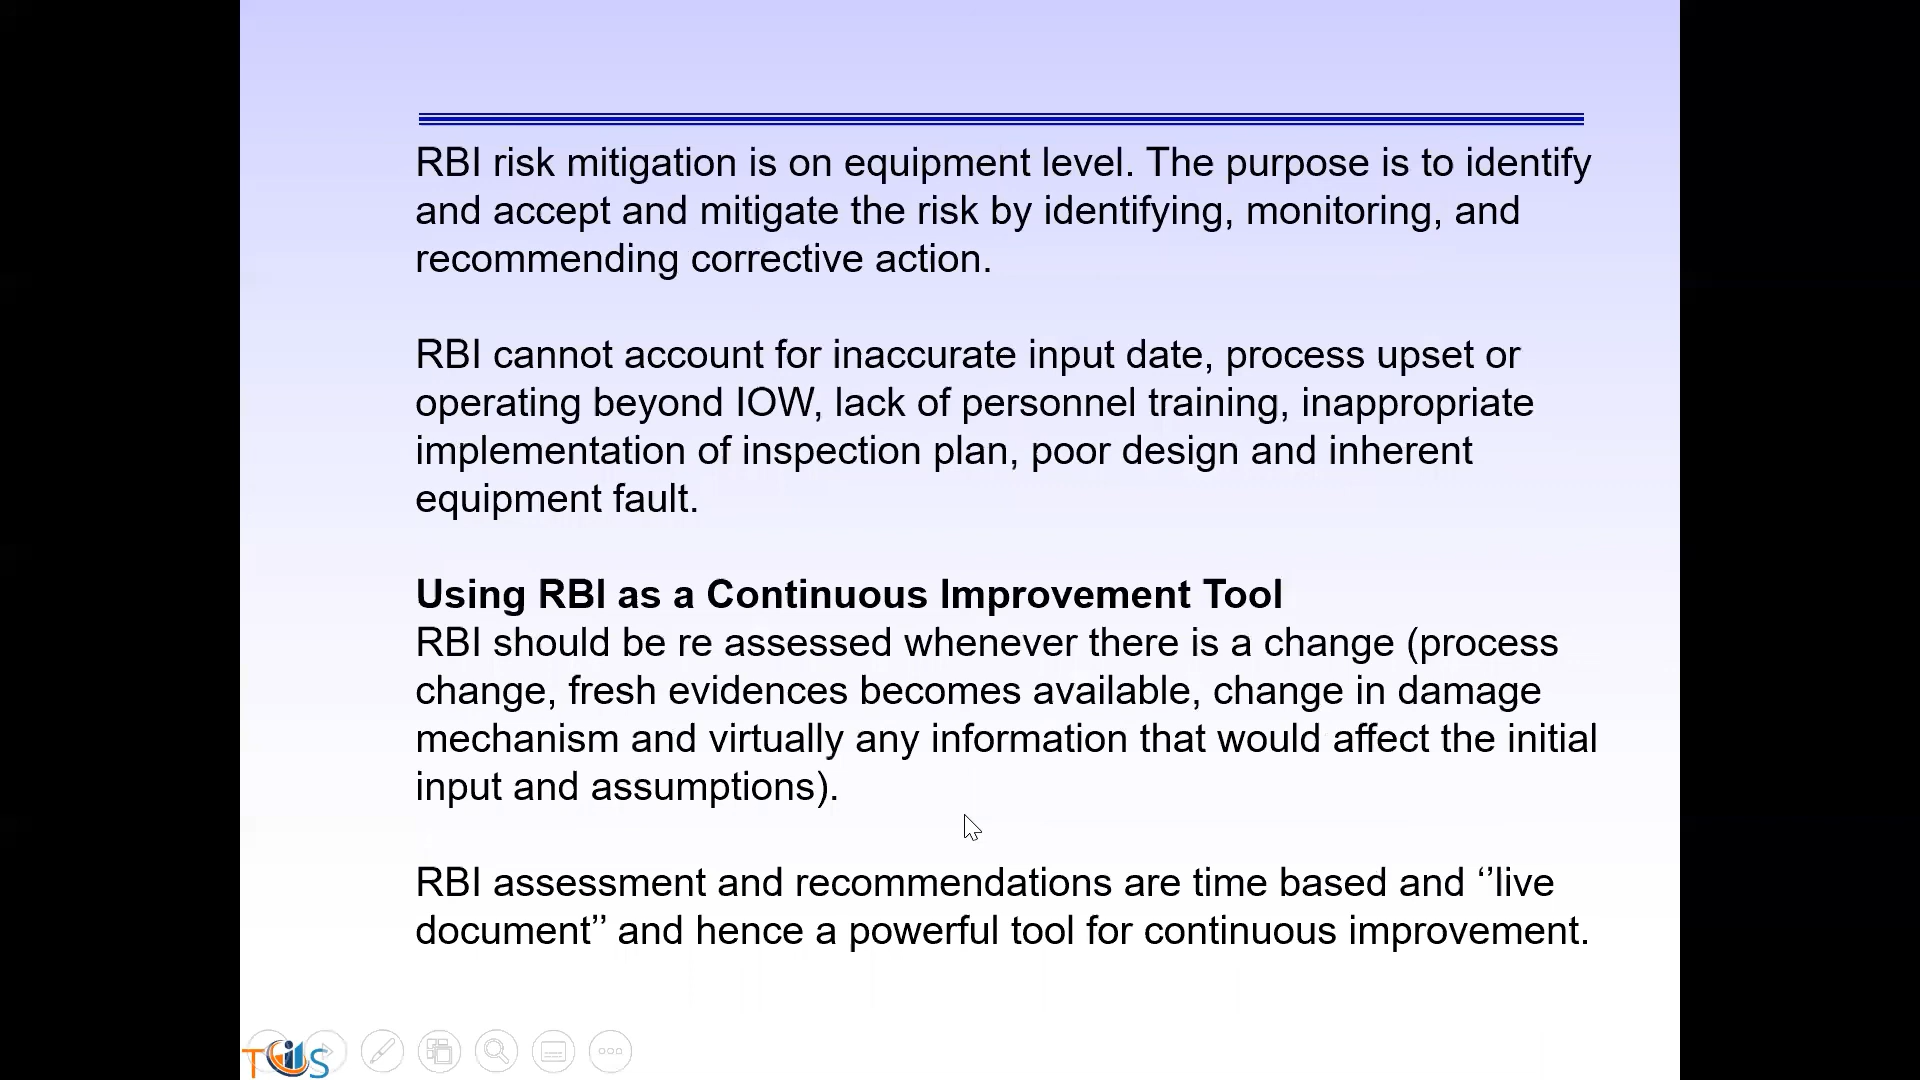 RBI risk mitigation is on equipment level. The purpose is to identify
and accept and mitigate the risk by identifying, monitoring, and
recommending corrective action.
RBI cannot account for inaccurate input date, process upset or
operating beyond IOW, lack of personnel training, inappropriate
implementation of inspection plan, poor design and inherent
equipment fault.
Using RBI as a Continuous Improvement Tool
RBI should be re assessed whenever there is a change (process
change, fresh evidences becomes available, change in damage
mechanism and virtually any information that would affect the initial
input and assumptions).
RBI assessment and recommendations are time based and ‘’live
document’’ and hence a powerful tool for continuous improvement.